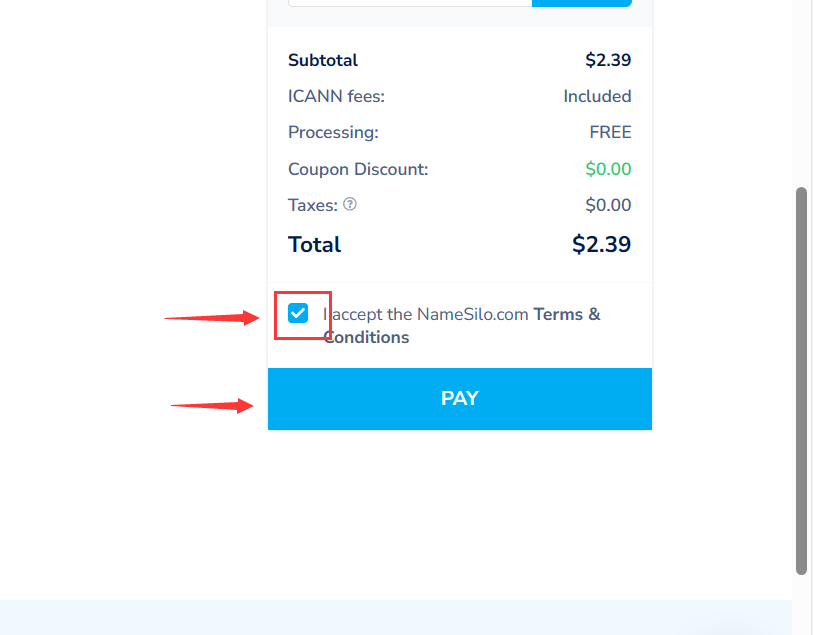 Subtotal $2.39
ICANN fees: Included
Processing: FREE
Coupon Discount: $0.00
Taxes: $0.00
Total $2.39
I accept the NameSilo.com Terms &
Conditions
PAY